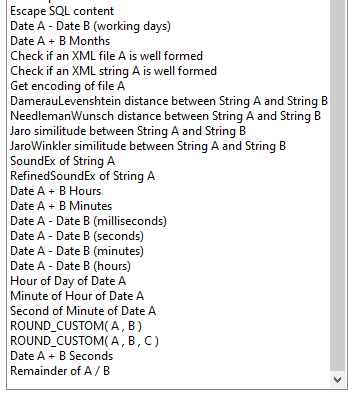 Escape SQL content
Date A - Date B (working days)
Date A + B Months
Check if an XML file A is well formed
Check if an XML string A is well formed
Get encoding of file A
DamerauLevenshtein distance between String A and String B
NeedlemanWunsch distance between String A and String B
Jaro similitude between String A and String B
JaroWinkler similitude between String A and String B
SoundEx of String A
RefinedSoundEx of String A
Date A + B Hours
Date A + B Minutes
Date A - Date B (milliseconds)
Date A - Date B (seconds)
Date A - Date B (minutes)
Date A - Date B (hours)
Hour of Day of Date A
Minute of Hour of Date A
Second of Minute of Date A
ROUND_CUSTOM( A , B )
ROUND_CUSTOM( A , B , C )
Date A + B Seconds
Remainder of A / B